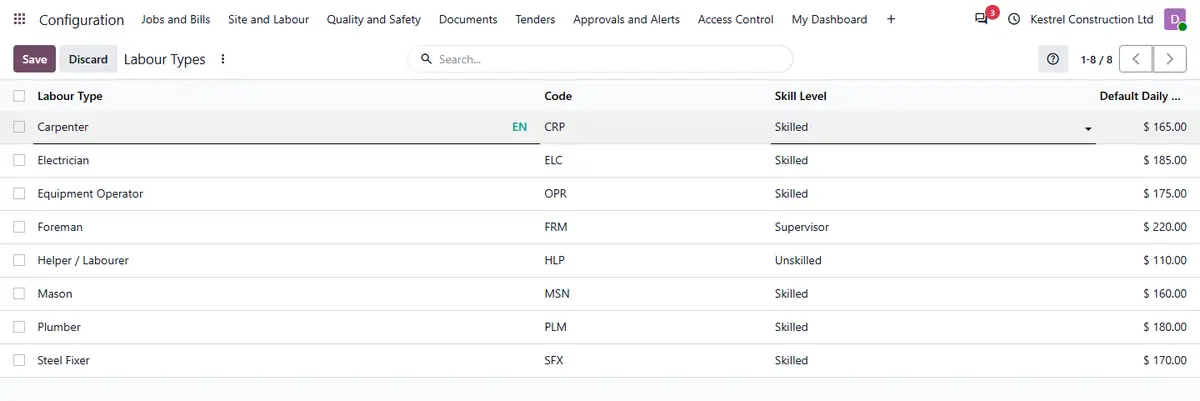 Configuration Jobs and Bills Site and Labour Quality and Safety Documents Tenders Approvals and Alerts Access Control My Dashboard + 3 Kestrel Construction Ltd D
Save Discard Labour Types Search... 1-8 / 8
Labour Type Code Skill Level Default Daily ...
Carpenter EN CRP Skilled $ 165.00
Electrician ELC Skilled $ 185.00
Equipment Operator OPR Skilled $ 175.00
Foreman FRM Supervisor $ 220.00
Helper / Labourer HLP Unskilled $ 110.00
Mason MSN Skilled $ 160.00
Plumber PLM Skilled $ 180.00
Steel Fixer SFX Skilled $ 170.00